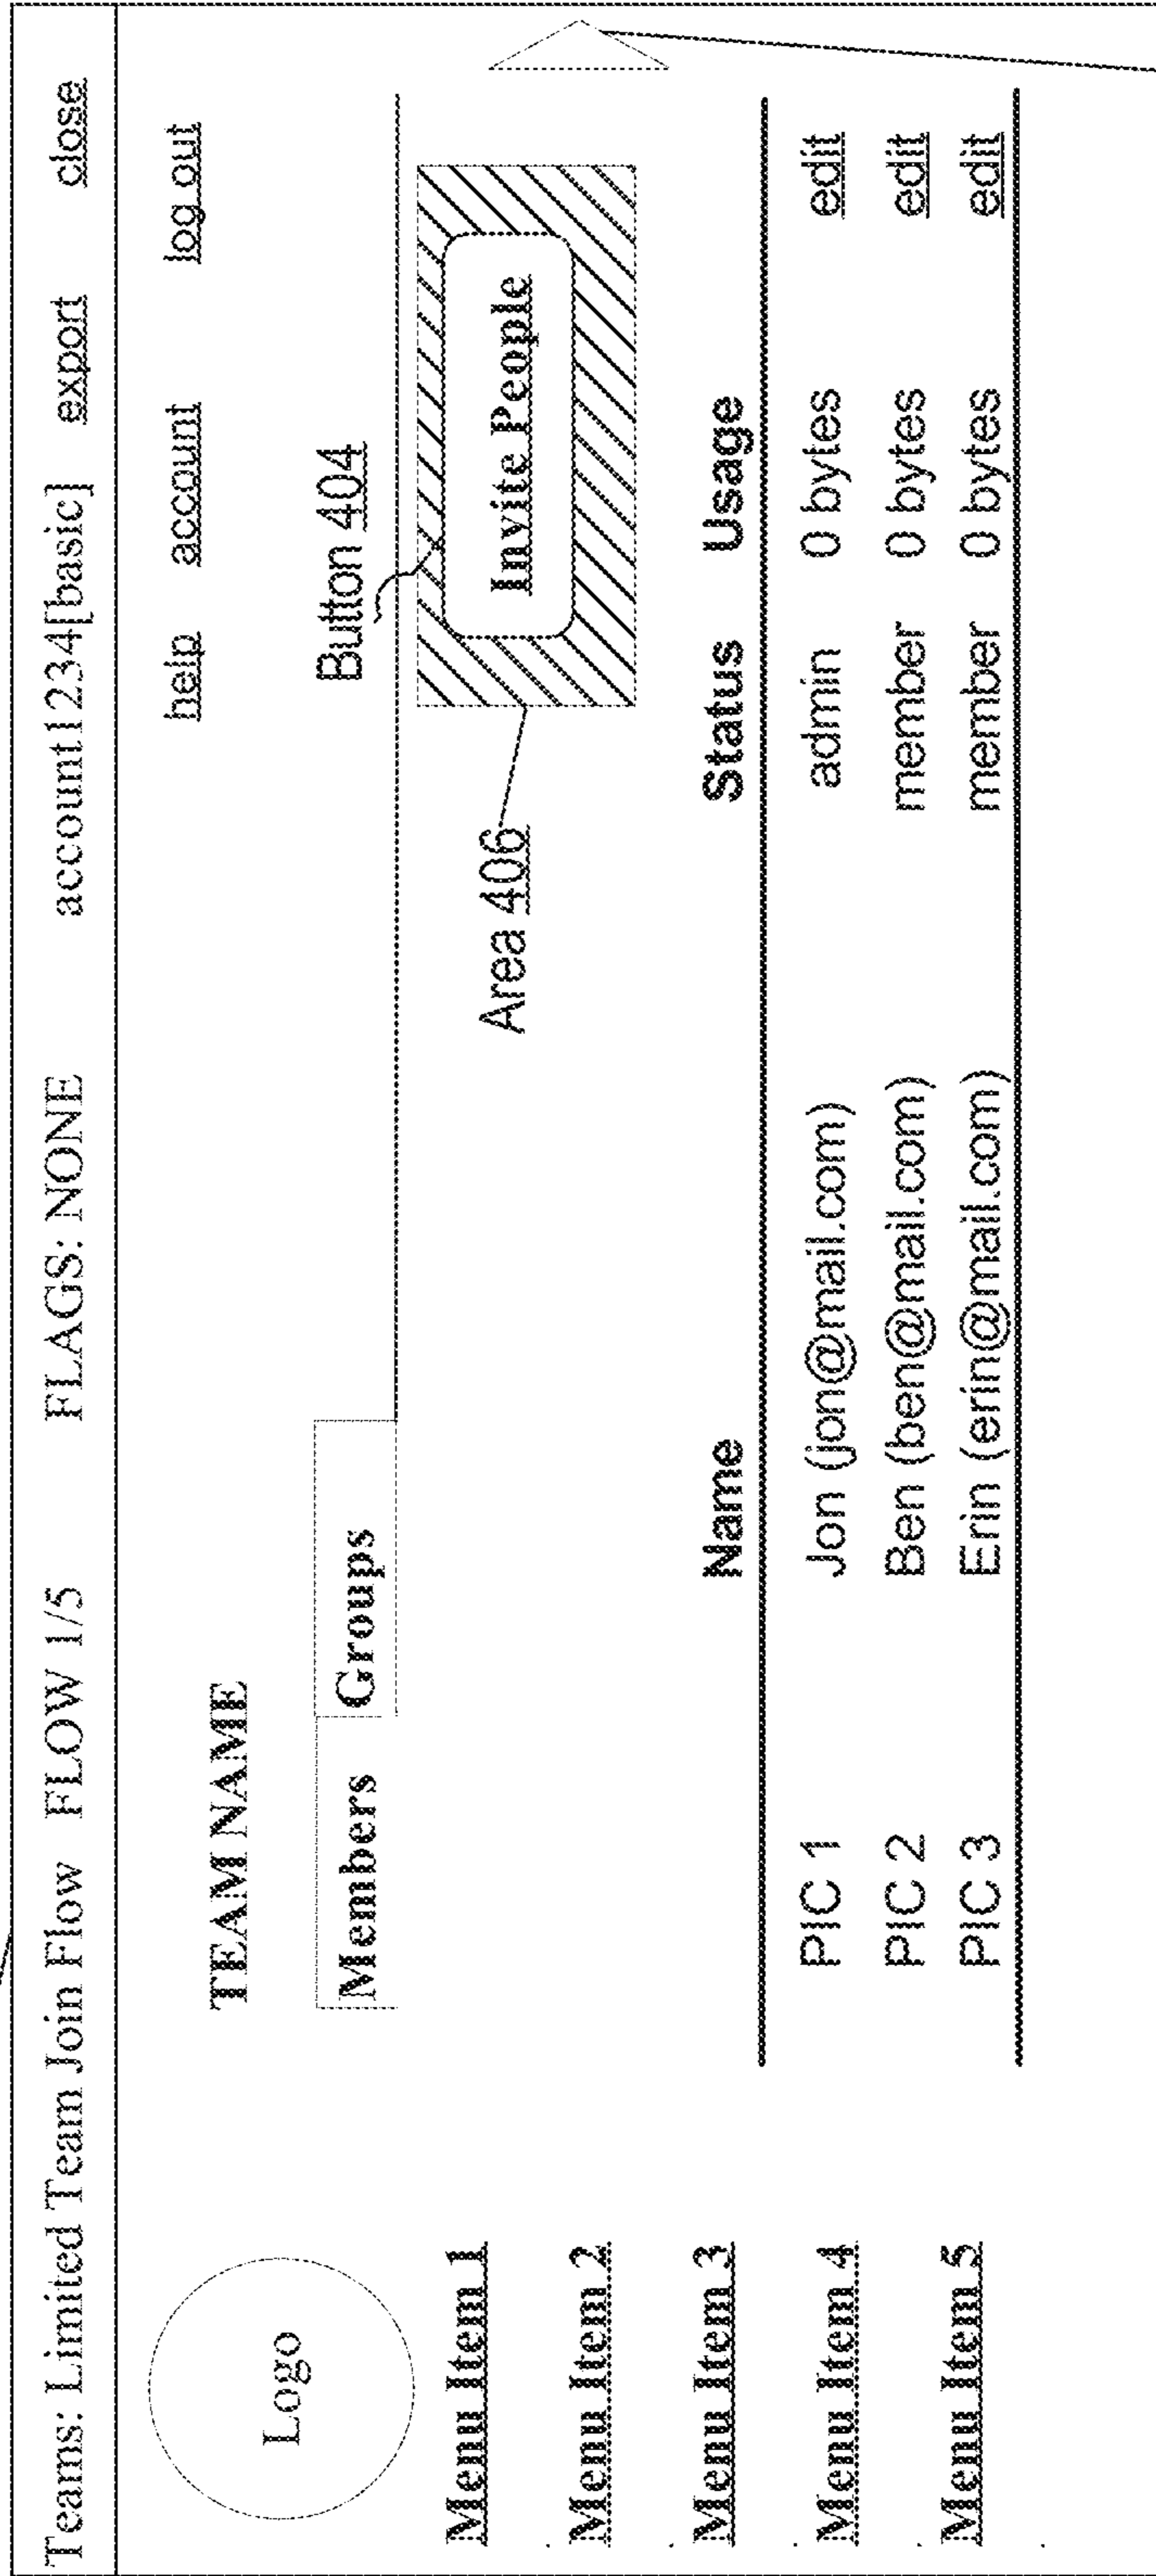 Teams: Limited Team Join Flow FLOW 1/5 FLAGS: NONE account1234[basic] export close
help account log out
Logo
TEAM NAME
Members Groups
Button 404
Menu Item 1
Invite People
Area 406
Menu Item 2
Menu Item 3
Name Status Usage
Menu Item 4
PIC 1 Jon (jon@mail.com) admin 0 bytes edit
PIC 2 Ben (ben@mail.com) member 0 bytes edit
Menu Item 5
PIC 3 Erin (erin@mail.com) member 0 bytes edit